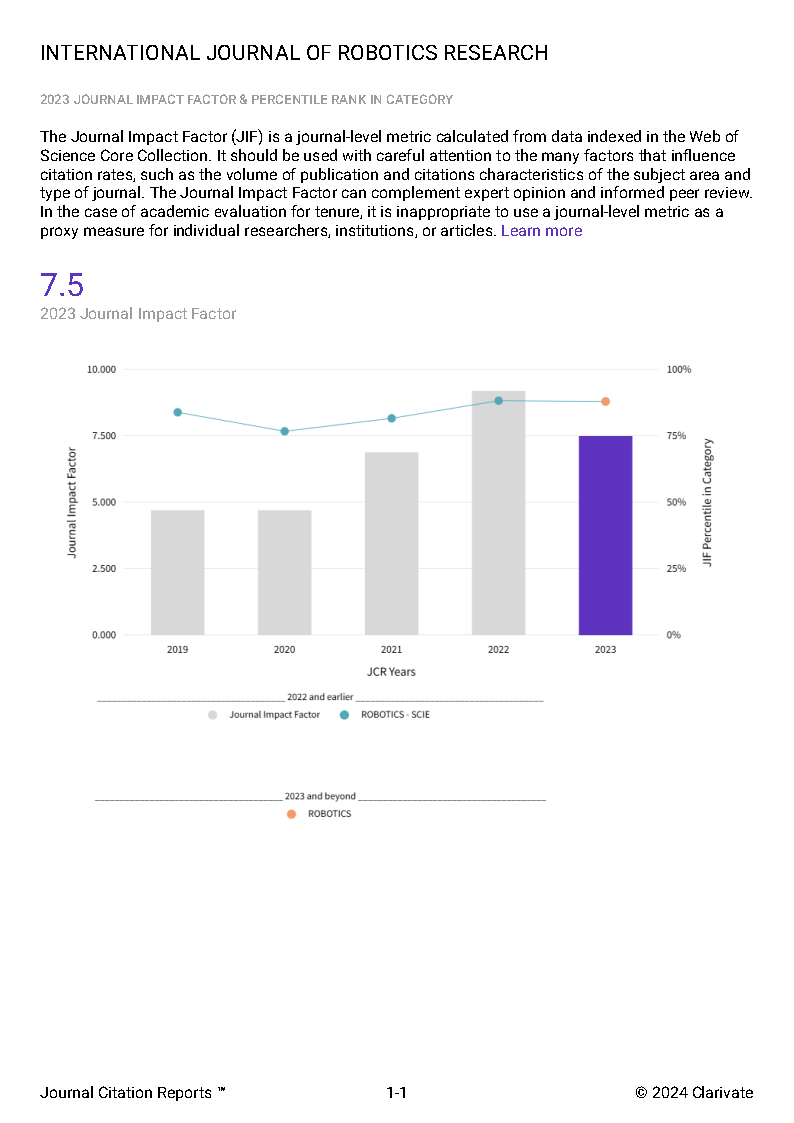 INTERNATIONAL JOURNAL OF ROBOTICS RESEARCH
2023 JOURNAL IMPACT FACTOR & PERCENTILE RANK IN CATEGORY
The Journal Impact Factor (JIF) is a journal-level metric calculated from data indexed in the Web of
Science Core Collection. It should be used with careful attention to the many factors that influence
citation rates, such as the volume of publication and citations characteristics of the subject area and
type of journal. The Journal Impact Factor can complement expert opinion and informed peer review.
In the case of academic evaluation for tenure, it is inappropriate to use a journal-level metric as a
proxy measure for individual researchers, institutions, or articles. Learn more
7.5
2023 Journal Impact Factor
10.000 100%
7.500 75%
5.000 50%
2.500 25%
0.000 0%
Journal Impact Factor
JIF Percentile in Category
2019 2020 2021 2022 2023
JCR Years
2022 and earlier
Journal Impact Factor ROBOTICS - SCIE
2023 and beyond
ROBOTICS
Journal Citation Reports ™ 1-1 © 2024 Clarivate